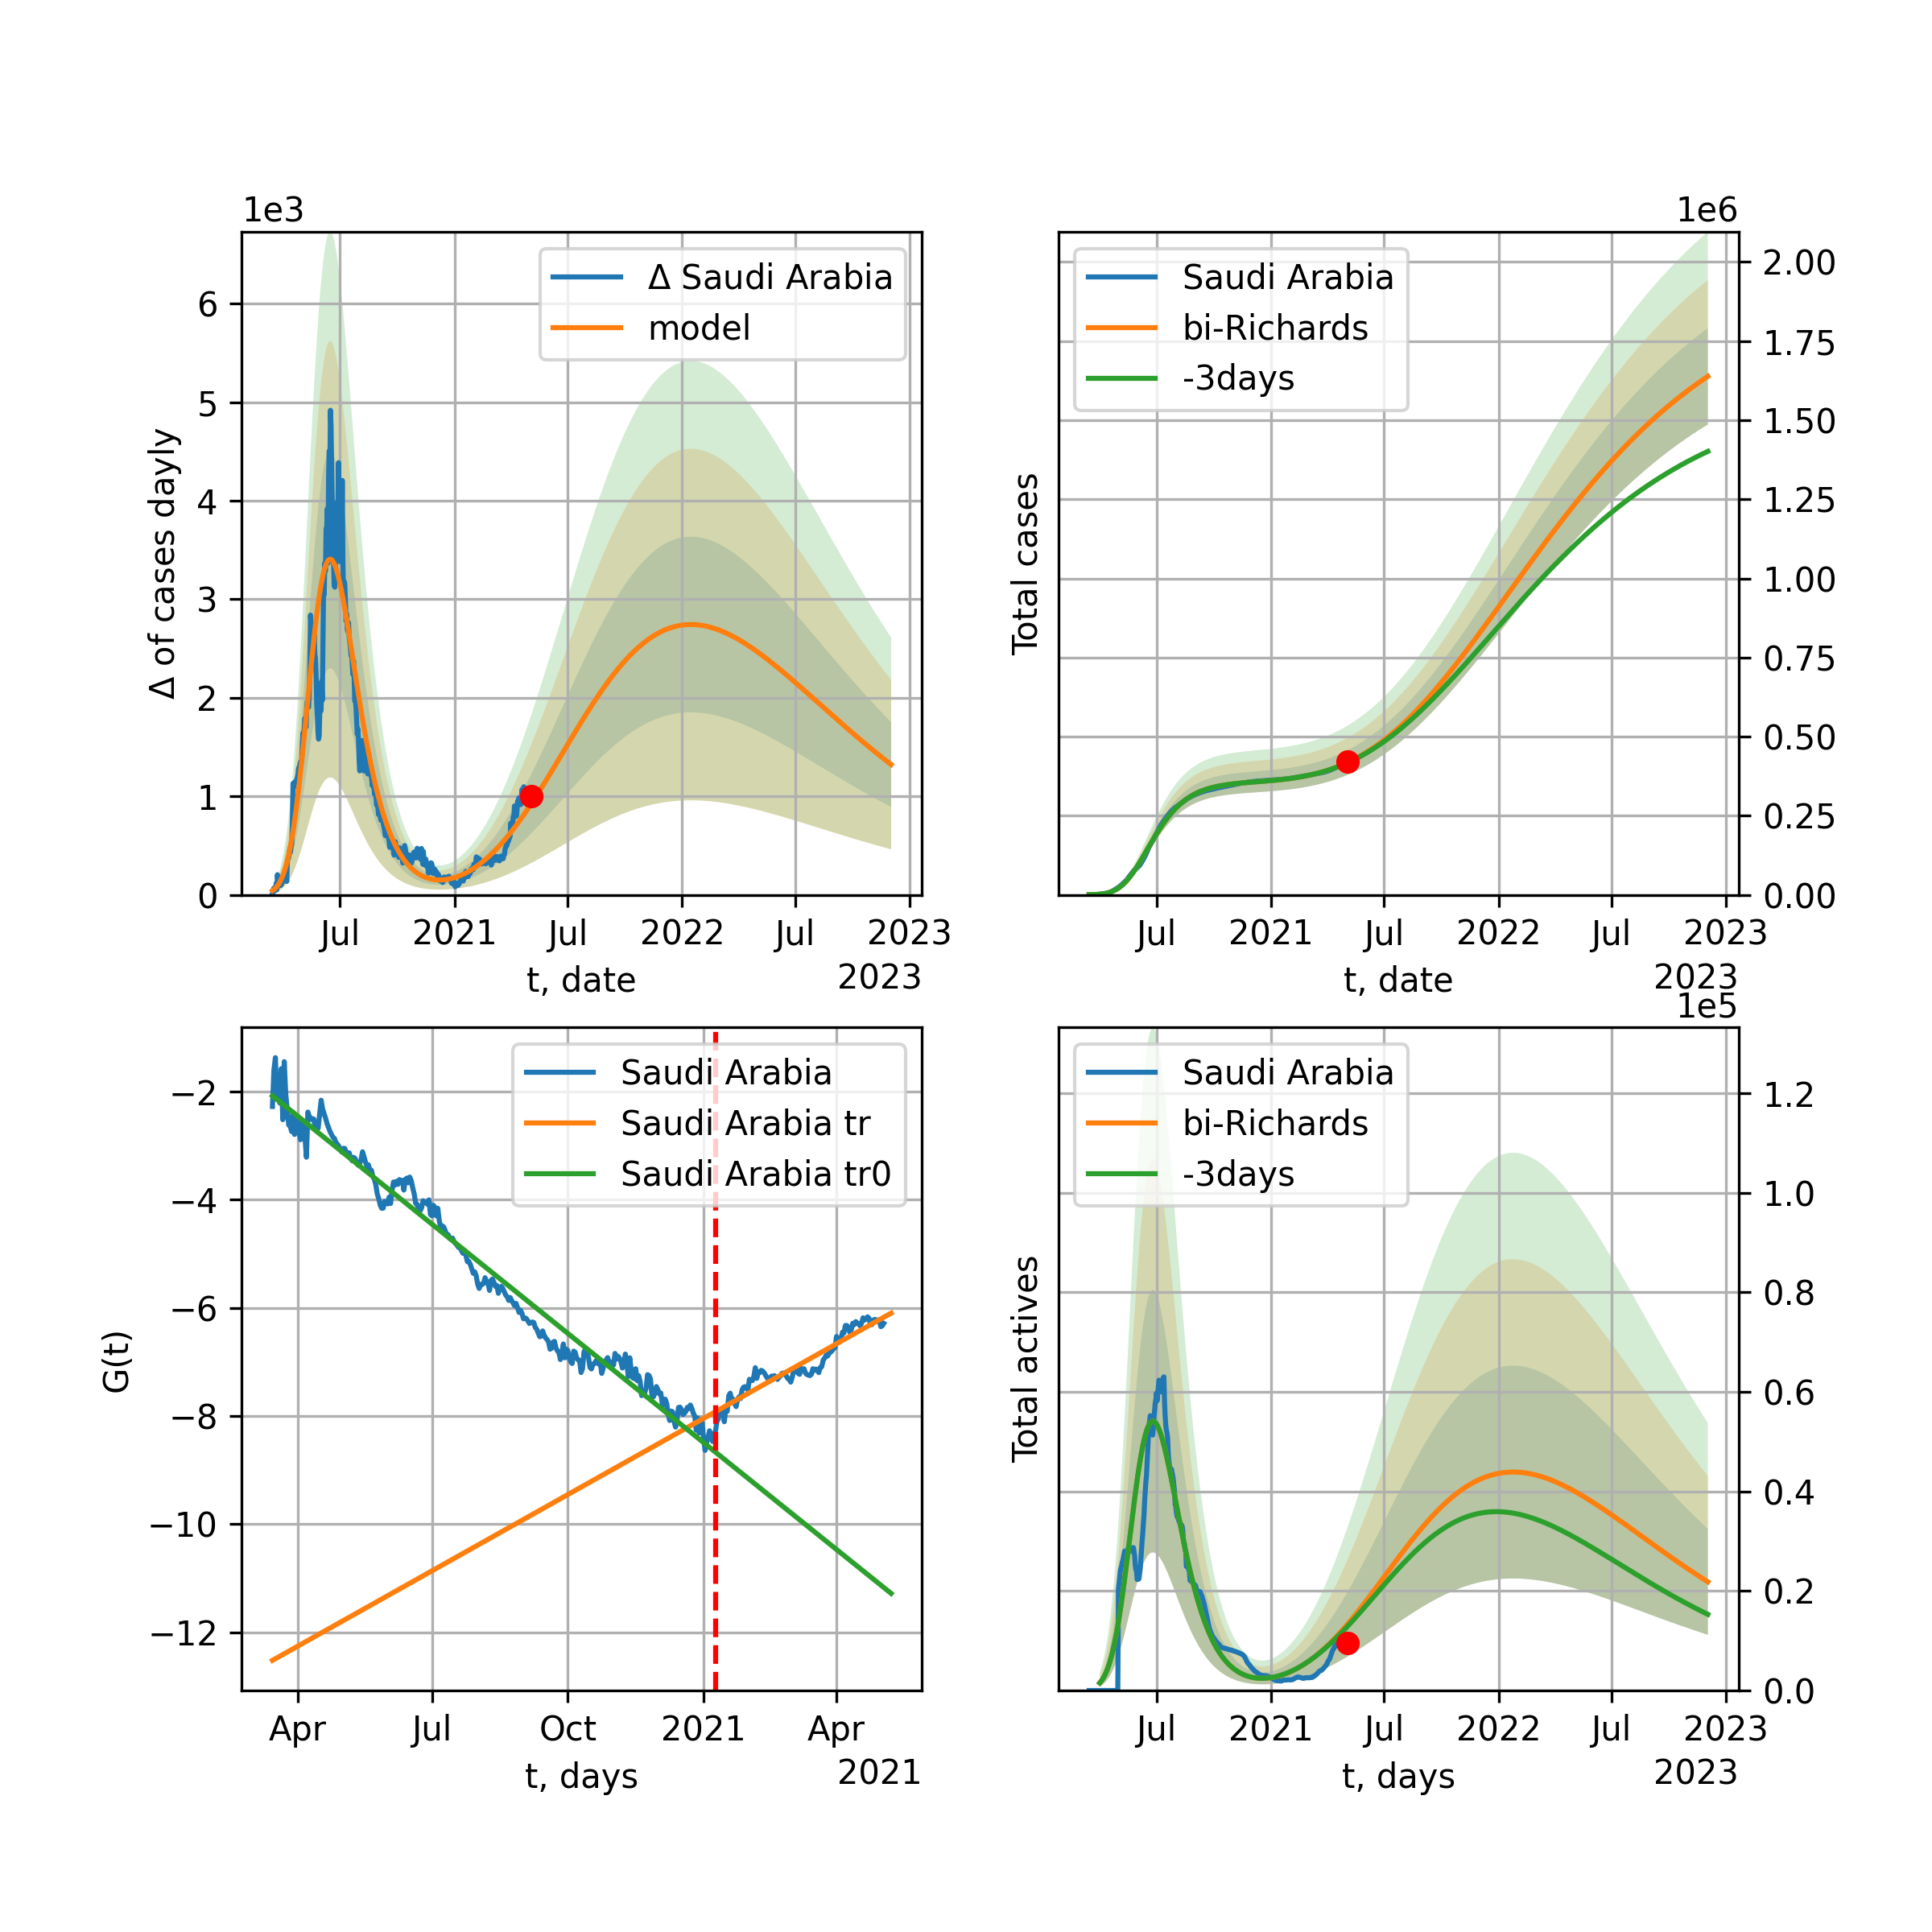 1e3
Δ of cases dayly
6
5
4
3
2
1
0
Δ Saudi Arabia
model
Jul
2021
Jul
2022
Jul
2023
t, date
2023
1e6
Total cases
Saudi Arabia
bi-Richards
-3days
2.00
1.75
1.50
1.25
1.00
0.75
0.50
0.25
0.00
Jul
2021
Jul
2022
Jul
2023
t, date
2023
G(t)
−2
−4
−6
−8
−10
−12
Saudi Arabia
Saudi Arabia tr
Saudi Arabia tr0
Apr
Jul
Oct
2021
Apr
t, days
2021
1e5
Total actives
Saudi Arabia
bi-Richards
-3days
1.2
1.0
0.8
0.6
0.4
0.2
0.0
Jul
2021
Jul
2022
Jul
2023
t, days
2023